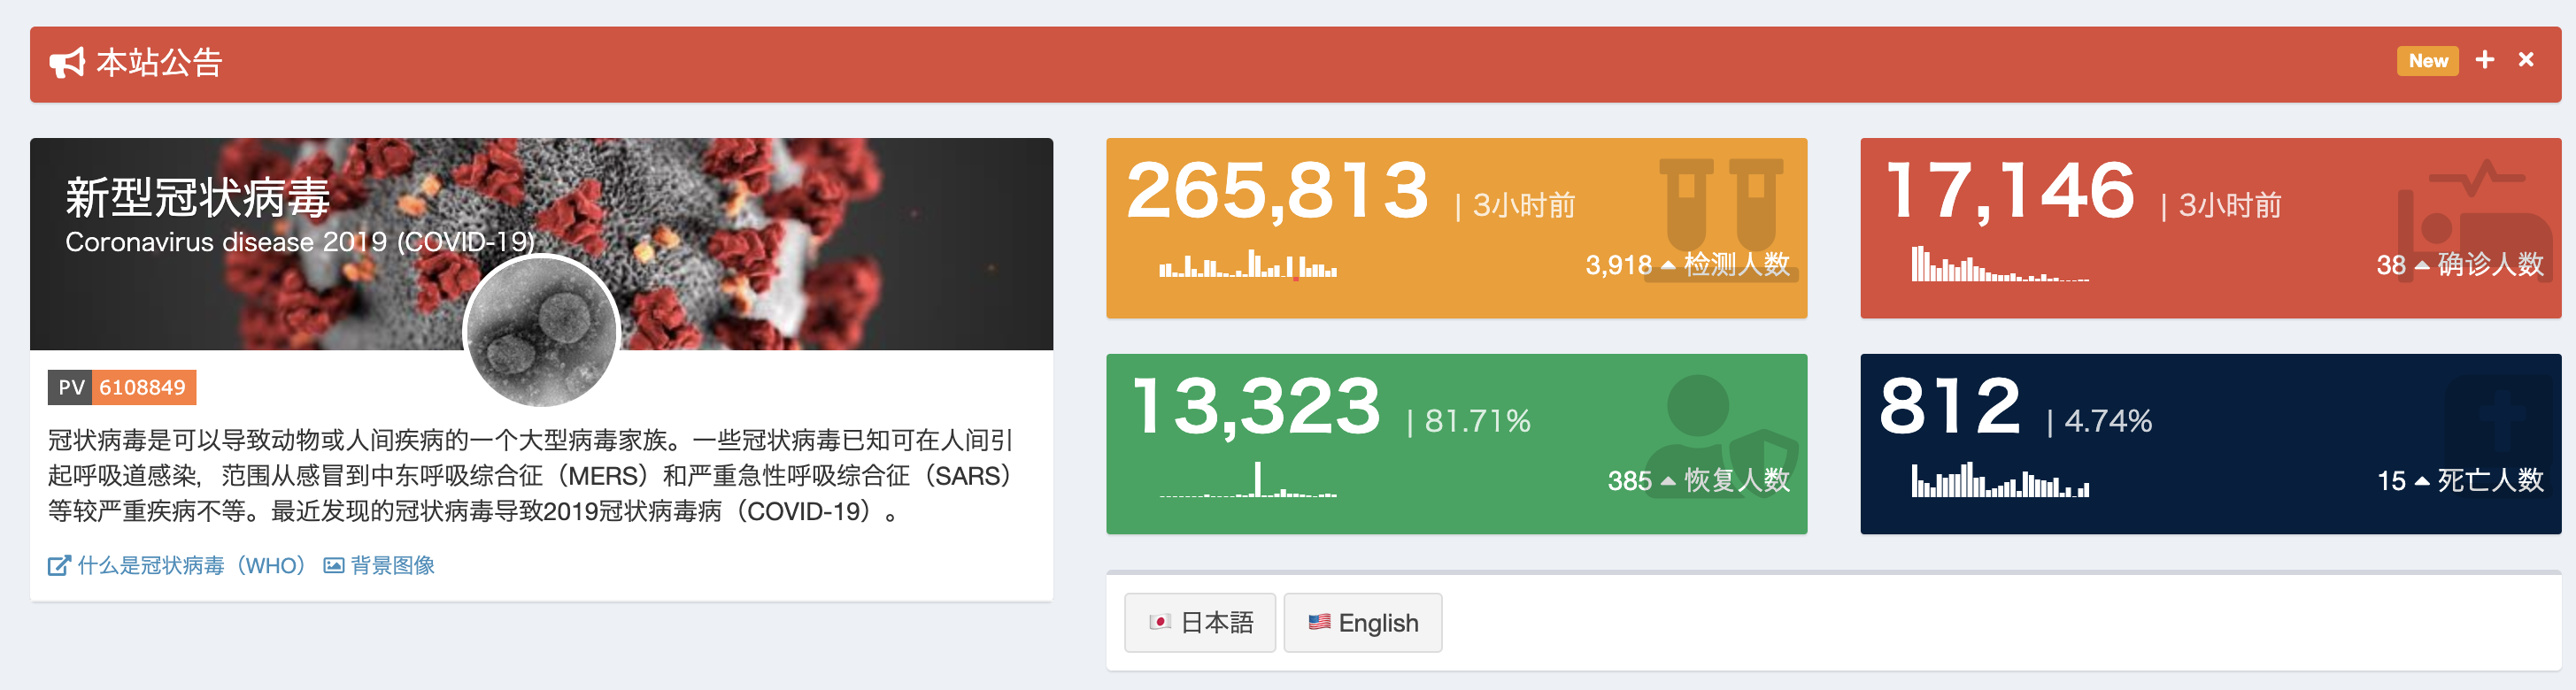 本站公告
New
新型冠状病毒
Coronavirus disease 2019 (COVID-19)
PV 6108849
冠状病毒是可以导致动物或人间疾病的一个大型病毒家族。一些冠状病毒已知可在人间引
起呼吸道感染，范围从感冒到中东呼吸综合征（MERS）和严重急性呼吸综合征（SARS）
等较严重疾病不等。最近发现的冠状病毒导致2019冠状病毒病（COVID-19）。
什么是冠状病毒（WHO） 背景图像
265,813 | 3小时前
3,918 检测人数
17,146 | 3小时前
38 确诊人数
13,323 | 81.71%
385 恢复人数
812 | 4.74%
15 死亡人数
日本語 English